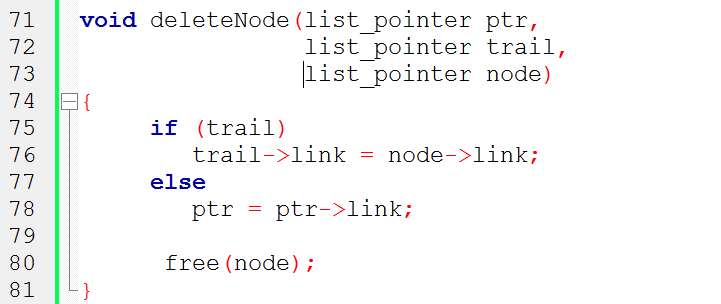 71 void deleteNode(list_pointer ptr,
72                 list_pointer trail,
73                 list_pointer node)
74 {
75      if (trail)
76         trail->link = node->link;
77      else
78         ptr = ptr->link;
79
80       free(node);
81 }